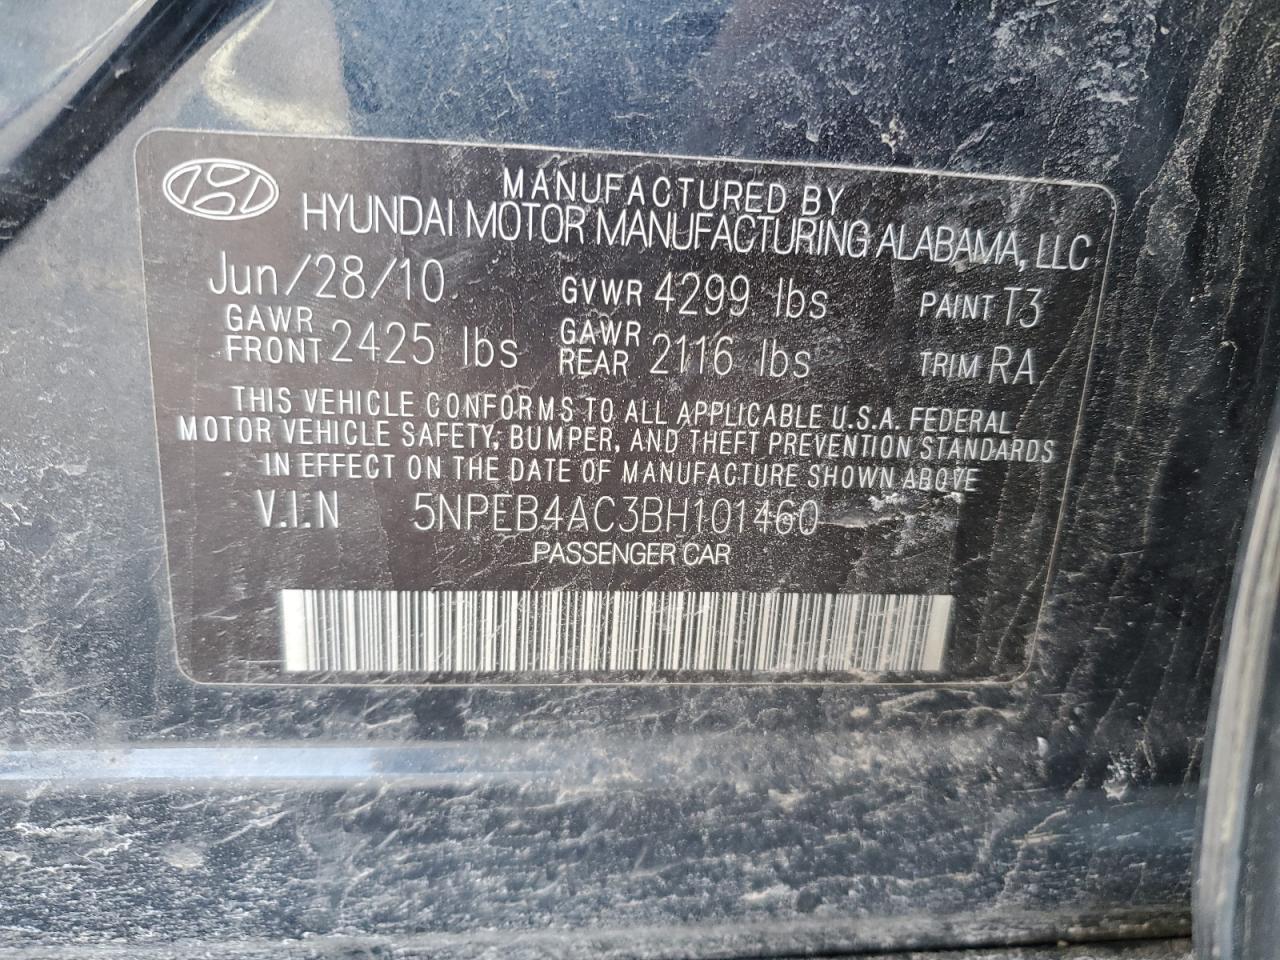 MANUFACTURED BY
HYUNDAI MOTOR MANUFACTURING ALABAMA, LLC
Jun/28/10 GVWR 4299 lbs PAINT T3
GAWR FRONT 2425 lbs GAWR REAR 2116 lbs TRIM RA
THIS VEHICLE CONFORMS TO ALL APPLICABLE U.S.A. FEDERAL
MOTOR VEHICLE SAFETY, BUMPER, AND THEFT PREVENTION STANDARDS
IN EFFECT ON THE DATE OF MANUFACTURE SHOWN ABOVE
V.I.N 5NPEB4AC3BH101460
PASSENGER CAR